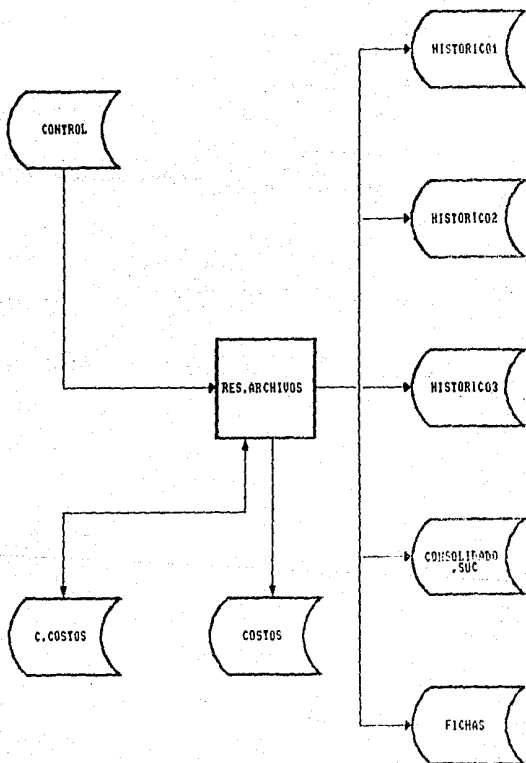 HISTORICO1
CONTROL
HISTORICO2
RES.ARCHIVOS
HISTORICO3
CONSOLIDADO
.SUC
C.COSTOS
COSTOS
FICHAS